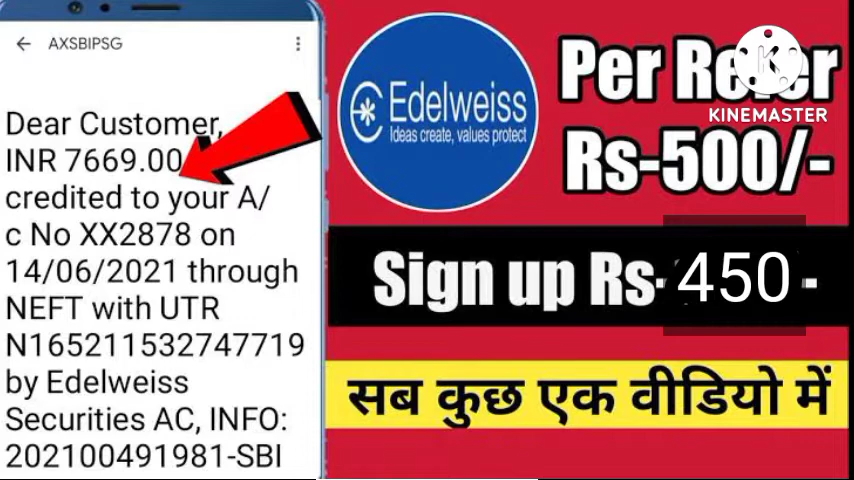 AXSBIPSG
Dear Customer,
INR 7669.00
credited to your A/
c No XX2878 on
14/06/2021 through
NEFT with UTR
N165211532747719
by Edelweiss
Securities AC, INFO:
202100491981-SBI
Edelweiss
Ideas create, values protect
Per Refer
Rs-500/-
K
KINEMASTER
Sign up Rs-450-
सब कुछ एक वीडियो में